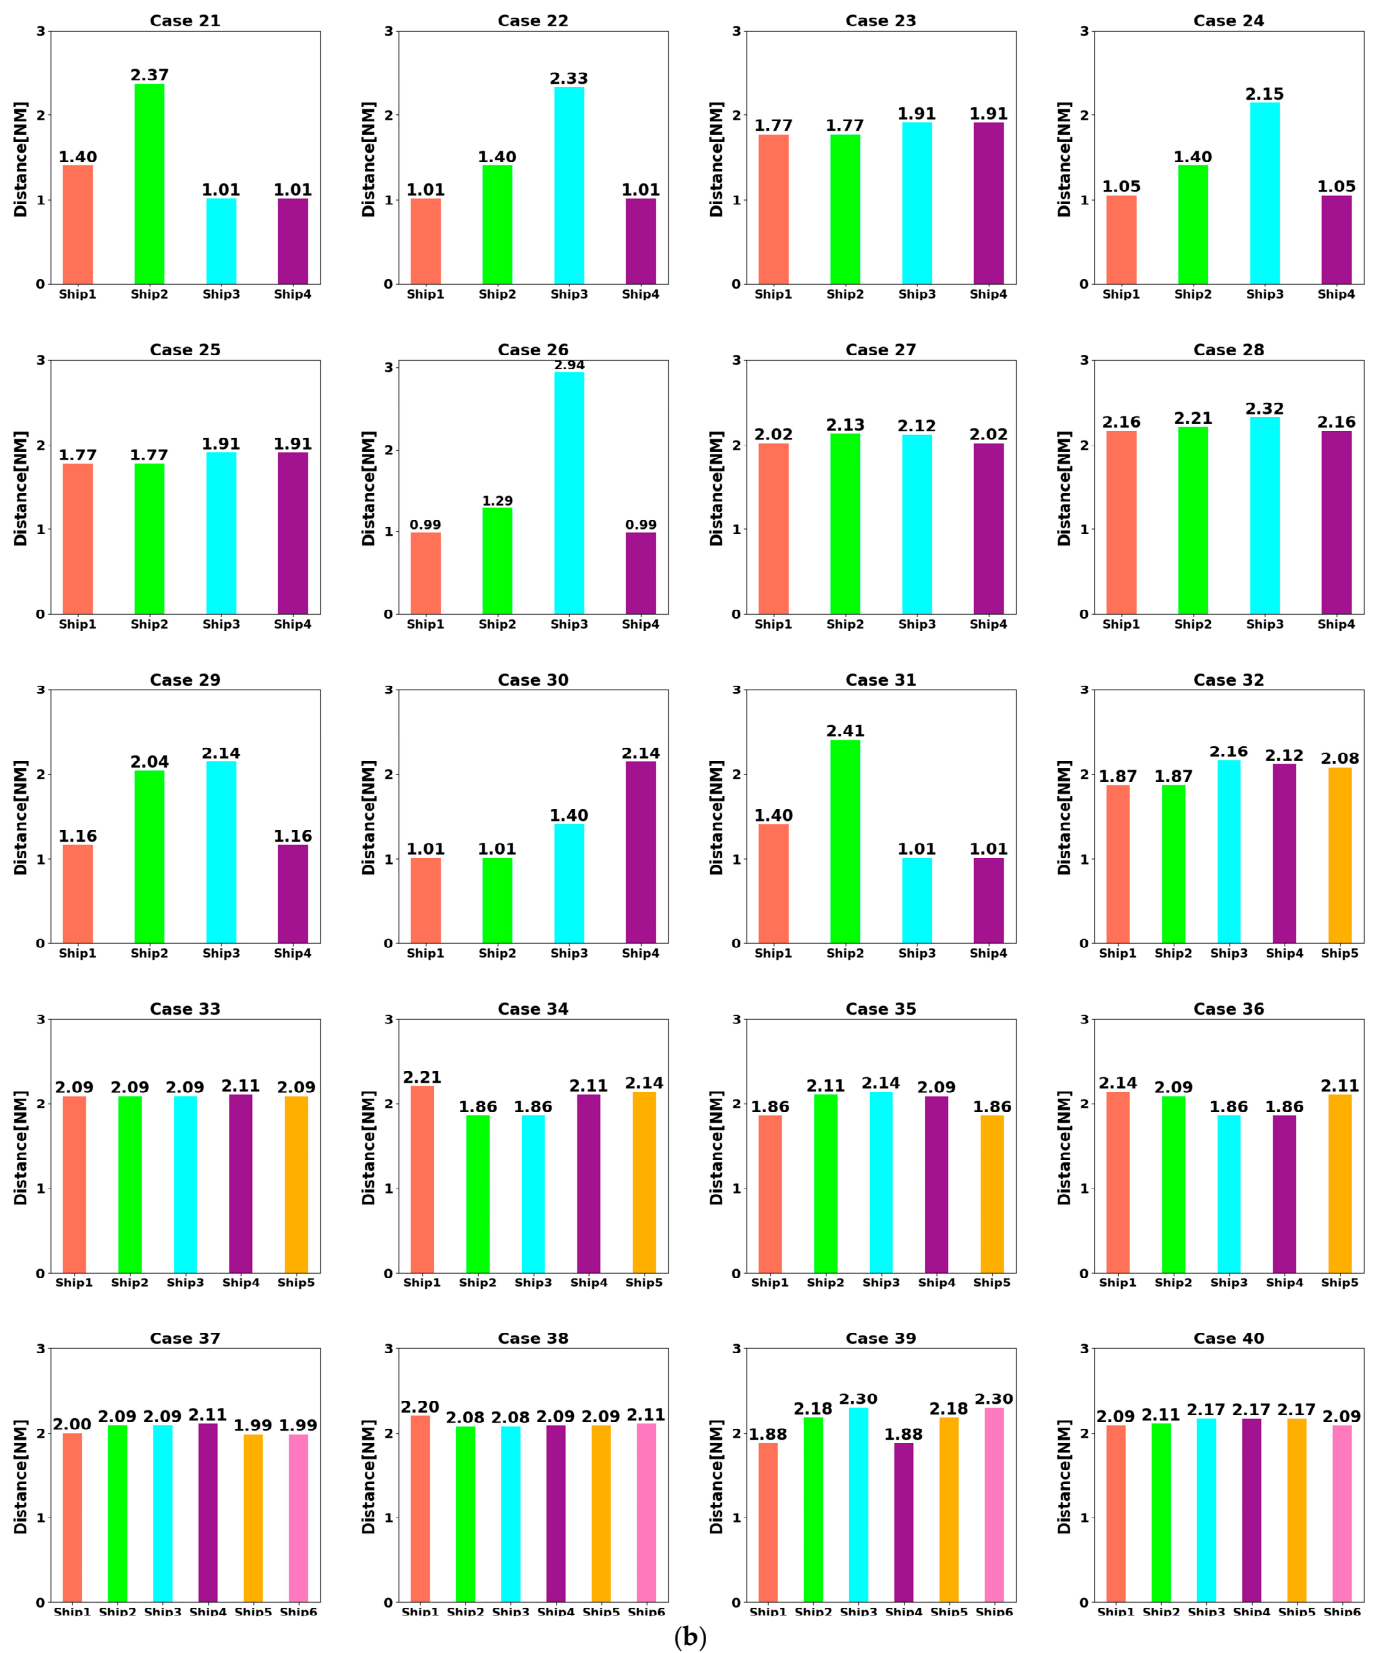 Case 21
3
2
1
0
Distance[NM]
1.40
2.37
1.01
1.01
Ship1 Ship2 Ship3 Ship4
Case 22
3
2
1
0
Distance[NM]
1.01
1.40
2.33
1.01
Ship1 Ship2 Ship3 Ship4
Case 23
3
2
1
0
Distance[NM]
1.77
1.77
1.91
1.91
Ship1 Ship2 Ship3 Ship4
Case 24
3
2
1
0
Distance[NM]
1.05
1.40
2.15
1.05
Ship1 Ship2 Ship3 Ship4
Case 25
3
2
1
0
Distance[NM]
1.77
1.77
1.91
1.91
Ship1 Ship2 Ship3 Ship4
Case 26
3
2
1
0
Distance[NM]
0.99
1.29
2.94
0.99
Ship1 Ship2 Ship3 Ship4
Case 27
3
2
1
0
Distance[NM]
2.02
2.13
2.12
2.02
Ship1 Ship2 Ship3 Ship4
Case 28
3
2
1
0
Distance[NM]
2.16
2.21
2.32
2.16
Ship1 Ship2 Ship3 Ship4
Case 29
3
2
1
0
Distance[NM]
1.16
2.04
2.14
1.16
Ship1 Ship2 Ship3 Ship4
Case 30
3
2
1
0
Distance[NM]
1.01
1.01
1.40
2.14
Ship1 Ship2 Ship3 Ship4
Case 31
3
2
1
0
Distance[NM]
1.40
2.41
1.01
1.01
Ship1 Ship2 Ship3 Ship4
Case 32
3
2
1
0
Distance[NM]
1.87
1.87
2.16
2.12
2.08
Ship1 Ship2 Ship3 Ship4 Ship5
Case 33
3
2
1
0
Distance[NM]
2.09
2.09
2.09
2.11
2.09
Ship1 Ship2 Ship3 Ship4 Ship5
Case 34
3
2
1
0
Distance[NM]
2.21
1.86
1.86
2.11
2.14
Ship1 Ship2 Ship3 Ship4 Ship5
Case 35
3
2
1
0
Distance[NM]
1.86
2.11
2.14
2.09
1.86
Ship1 Ship2 Ship3 Ship4 Ship5
Case 36
3
2
1
0
Distance[NM]
2.14
2.09
1.86
1.86
2.11
Ship1 Ship2 Ship3 Ship4 Ship5
Case 37
3
2
1
0
Distance[NM]
2.00
2.09
2.09
2.11
1.99
1.99
Ship1 Ship2 Ship3 Ship4 Ship5 Ship6
Case 38
3
2
1
0
Distance[NM]
2.20
2.08
2.08
2.09
2.09
2.11
Ship1 Ship2 Ship3 Ship4 Ship5 Ship6
Case 39
3
2
1
0
Distance[NM]
1.88
2.18
2.30
1.88
2.18
2.30
Ship1 Ship2 Ship3 Ship4 Ship5 Ship6
Case 40
3
2
1
0
Distance[NM]
2.09
2.11
2.17
2.17
2.17
2.09
Ship1 Ship2 Ship3 Ship4 Ship5 Ship6
(b)